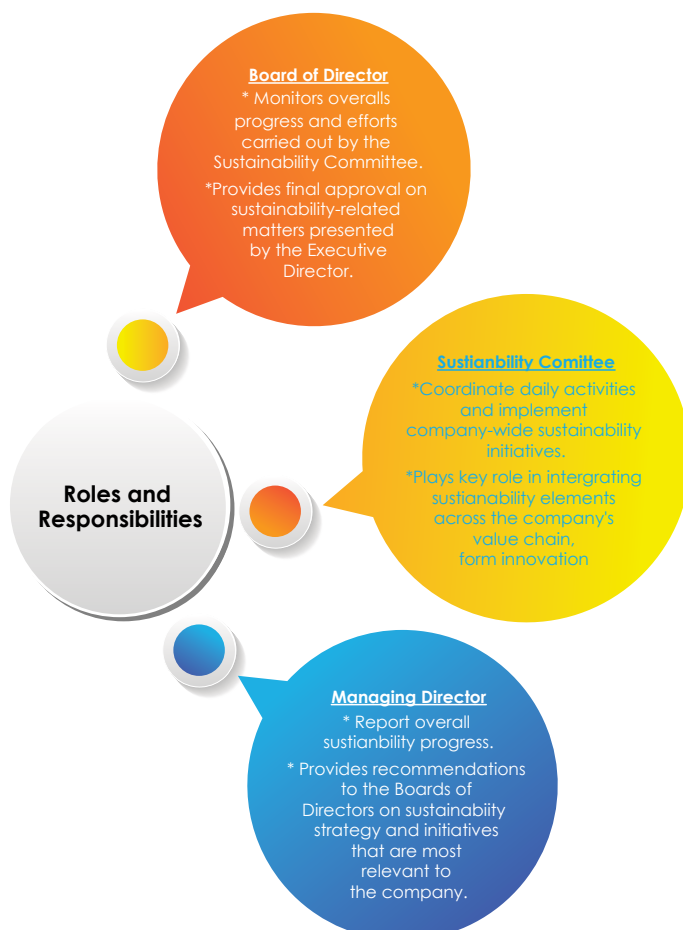 Board of Director
* Monitors overalls
progress and efforts
carried out by the
Sustainability Committee.
*Provides final approval on
sustainability-related
matters presented
by the Executive
Director.
Sustianbility Comittee
*Coordinate daily activities
and implement
company-wide sustainability
initiatives.
*Plays key role in intergrating
sustianability elements
across the company's
value chain,
form innovation
Roles and
Responsibilities
Managing Director
* Report overall
sustianbility progress.
* Provides recommendations
to the Boards of
Directors on sustainabiity
strategy and initiatives
that are most
relevant to
the company.